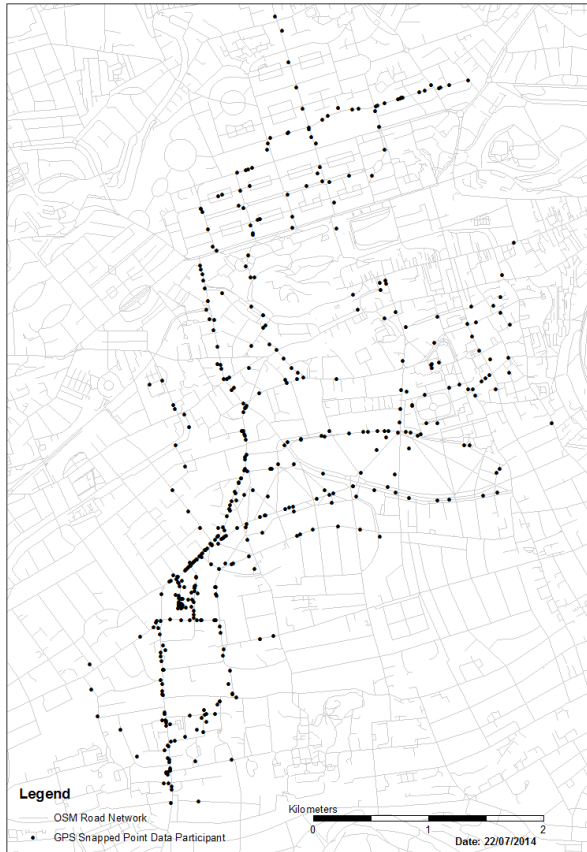 Legend
OSM Road Network
GPS Snapped Point Data Participant
Kilometers
0 1 2
Date: 22/07/2014